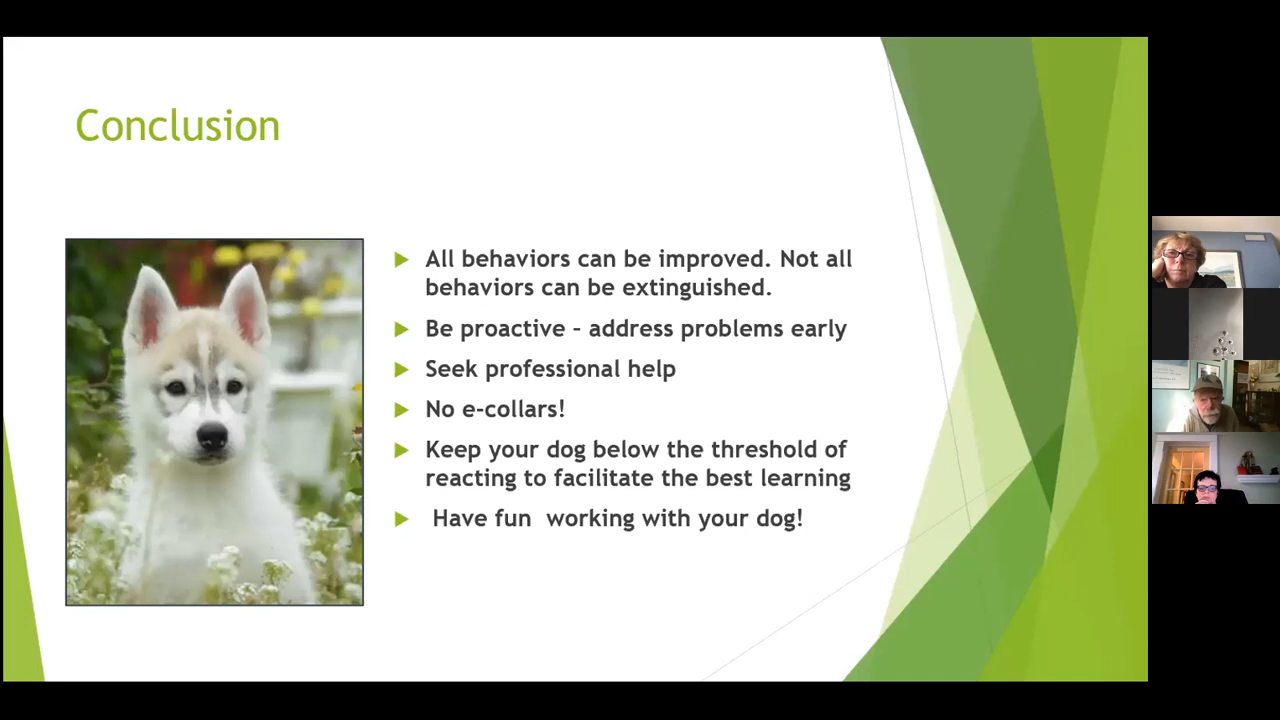 Conclusion
All behaviors can be improved. Not all
behaviors can be extinguished.
Be proactive – address problems early
Seek professional help
No e-collars!
Keep your dog below the threshold of
reacting to facilitate the best learning
Have fun  working with your dog!